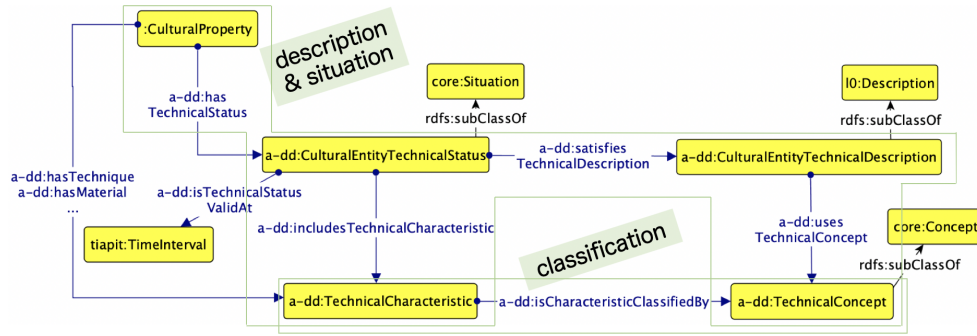 :CulturalProperty
description
& situation
core:Situation
l0:Description
a-dd:has
TechnicalStatus
rdfs:subClassOf
rdfs:subClassOf
a-dd:CulturalEntityTechnicalStatus
a-dd:satisfies
TechnicalDescription
a-dd:CulturalEntityTechnicalDescription
a-dd:hasTechnique
a-dd:hasMaterial
...
a-dd:isTechnicalStatus
ValidAt
a-dd:includesTechnicalCharacteristic
a-dd:uses
TechnicalConcept
core:Concept
tiapit:TimeInterval
classification
rdfs:subClassOf
a-dd:TechnicalCharacteristic
a-dd:isCharacteristicClassifiedBy
a-dd:TechnicalConcept